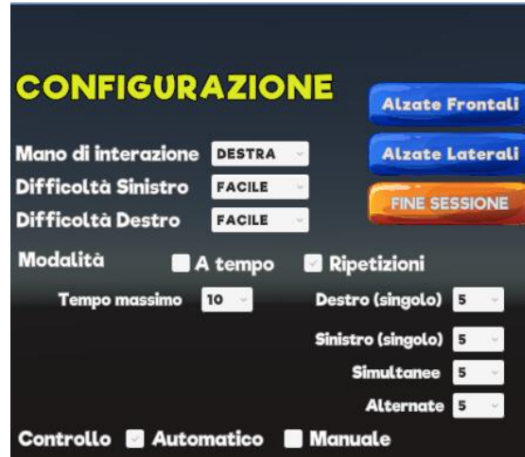 CONFIGURAZIONE
Alzate Frontali
Mano di interazione DESTRA
Alzate Laterali
Difficoltà Sinistro FACILE
FINE SESSIONE
Difficoltà Destro FACILE
Modalità A tempo Ripetizioni
Tempo massimo 10 Destro (singolo) 5
Sinistro (singolo) 5
Simultanee 5
Alternate 5
Controllo Automatico Manuale